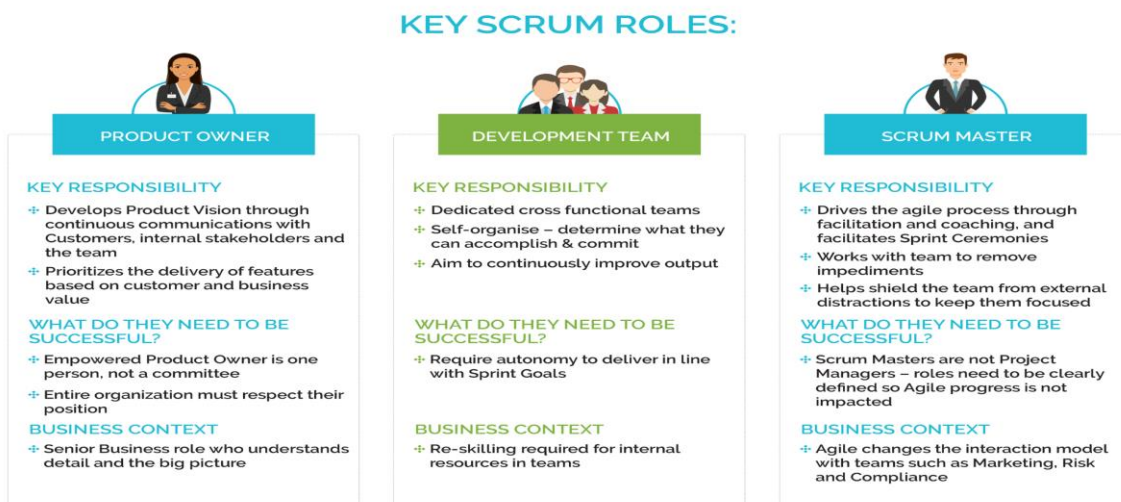 KEY SCRUM ROLES:
PRODUCT OWNER
KEY RESPONSIBILITY
Develops Product Vision through
continuous communications with
Customers, internal stakeholders and
the team
Prioritizes the delivery of features
based on customer and business
value
WHAT DO THEY NEED TO BE
SUCCESSFUL?
Empowered Product Owner is one
person, not a committee
Entire organization must respect their
position
BUSINESS CONTEXT
Senior Business role who understands
detail and the big picture
DEVELOPMENT TEAM
KEY RESPONSIBILITY
Dedicated cross functional teams
Self-organise – determine what they
can accomplish & commit
Aim to continuously improve output
WHAT DO THEY NEED TO BE
SUCCESSFUL?
Require autonomy to deliver in line
with Sprint Goals
BUSINESS CONTEXT
Re-skilling required for internal
resources in teams
SCRUM MASTER
KEY RESPONSIBILITY
Drives the agile process through
facilitation and coaching, and
facilitates Sprint Ceremonies
Works with team to remove
impediments
Helps shield the team from external
distractions to keep them focused
WHAT DO THEY NEED TO BE
SUCCESSFUL?
Scrum Masters are not Project
Managers – roles need to be clearly
defined so Agile progress is not
impacted
BUSINESS CONTEXT
Agile changes the interaction model
with teams such as Marketing, Risk
and Compliance